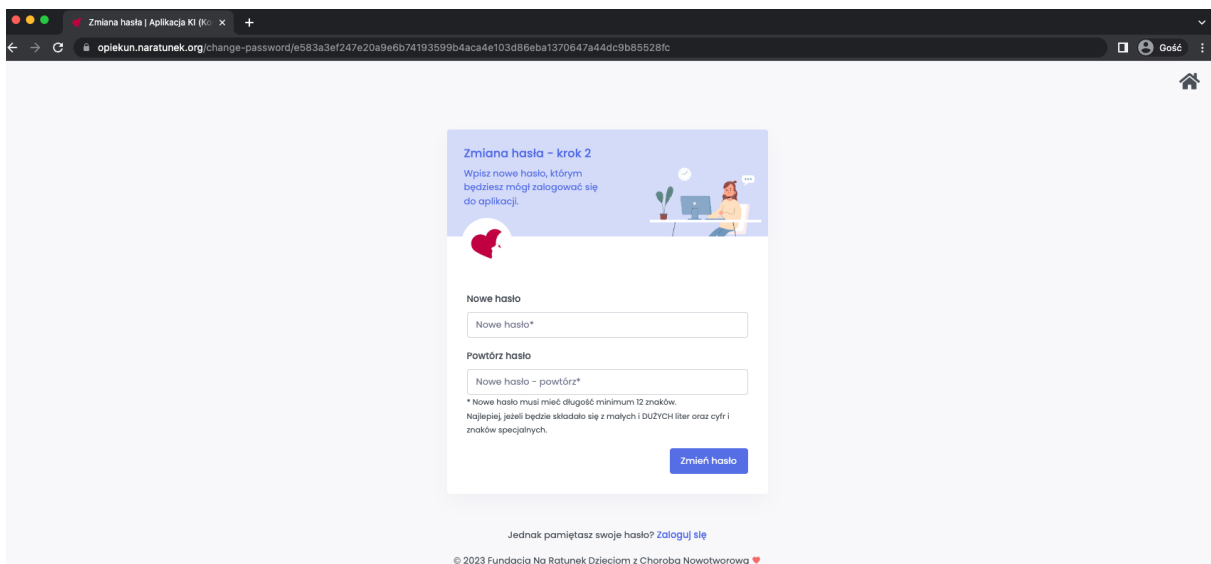 Zmiana hasła | Aplikacja KI (Ko
opiekun.naratunek.org/change-password/e583a3ef247e20a9e6b74193599b4aca4e103d86eba1370647a44dc9b85528fc
Gość
Zmiana hasła - krok 2
Wpisz nowe hasło, którym
będziesz mógł zalogować się
do aplikacji.
Nowe hasło
Nowe hasło*
Powtórz hasło
Nowe hasło - powtórz*
* Nowe hasło musi mieć długość minimum 12 znaków.
Najlepiej, jeżeli będzie składało się z małych i DUŻYCH liter oraz cyfr i
znaków specjalnych.
Zmień hasło
Jednak pamiętasz swoje hasło? Zaloguj się
© 2023 Fundacja Na Ratunek Dzieciom z Chorobą Nowotworową